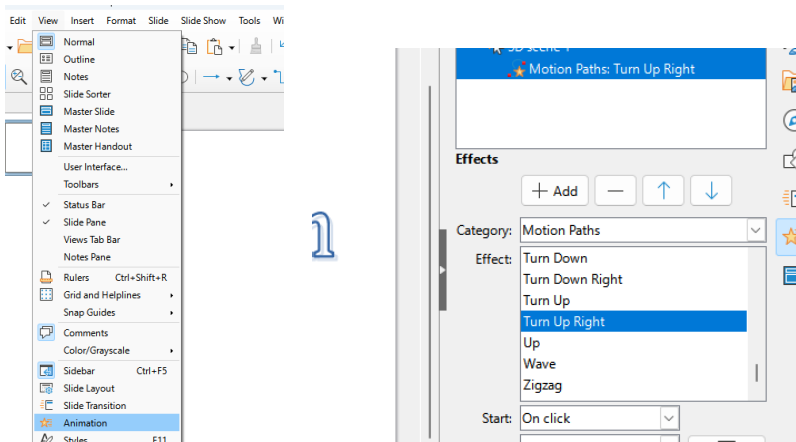 Edit View Insert Format Slide Slide Show Tools
Normal
Outline
Notes
Slide Sorter
Master Slide
Master Notes
Master Handout
User Interface...
Toolbars
Status Bar
Slide Pane
Views Tab Bar
Notes Pane
Rulers Ctrl+Shift+R
Grid and Helplines
Snap Guides
Comments
Color/Grayscale
Sidebar Ctrl+F5
Slide Layout
Slide Transition
Animation
Styles F11
Motion Paths: Turn Up Right
Effects
Add
Category: Motion Paths
Effect: Turn Down
Turn Down Right
Turn Up
Turn Up Right
Up
Wave
Zigzag
Start: On click